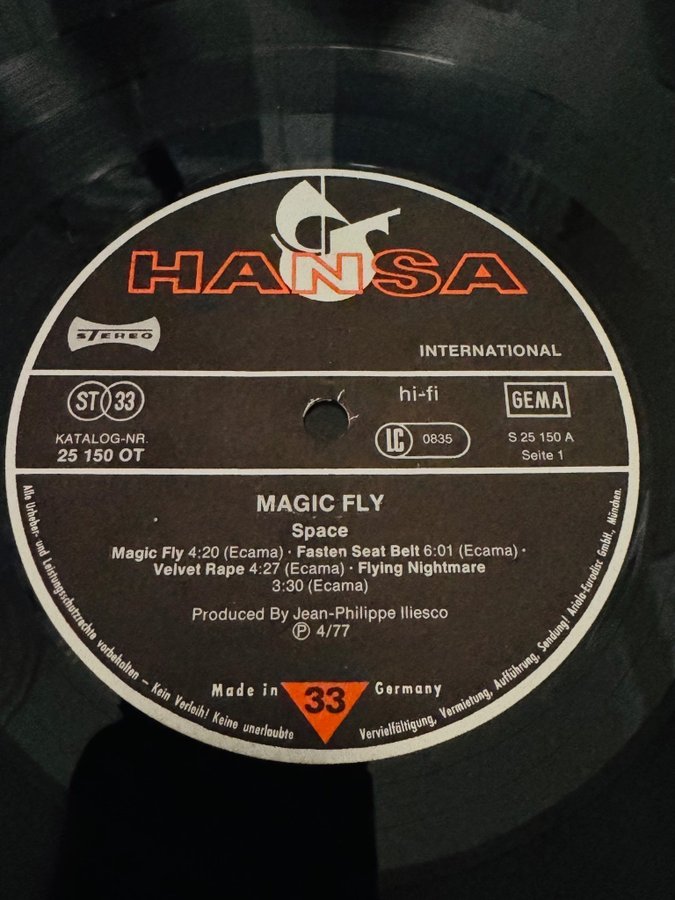 HANSA
STEREO
INTERNATIONAL
ST 33
hi-fi
GEMA
LC 0835
KATALOG-NR.
25 150 OT
S 25 150 A
Seite 1
MAGIC FLY
Space
Magic Fly 4:20 (Ecama) · Fasten Seat Belt 6:01 (Ecama) ·
Velvet Rape 4:27 (Ecama) · Flying Nightmare
3:30 (Ecama)
Produced By Jean-Philippe Iliesco
Ⓟ 4/77
Made in 33 Germany
Alle Urheber- und Leistungsschutzrechte vorbehalten – Kein Verleih! Keine unerlaubte Vervielfältigung, Vermietung, Aufführung, Sendung! Ariola-Eurodisc GmbH., München.